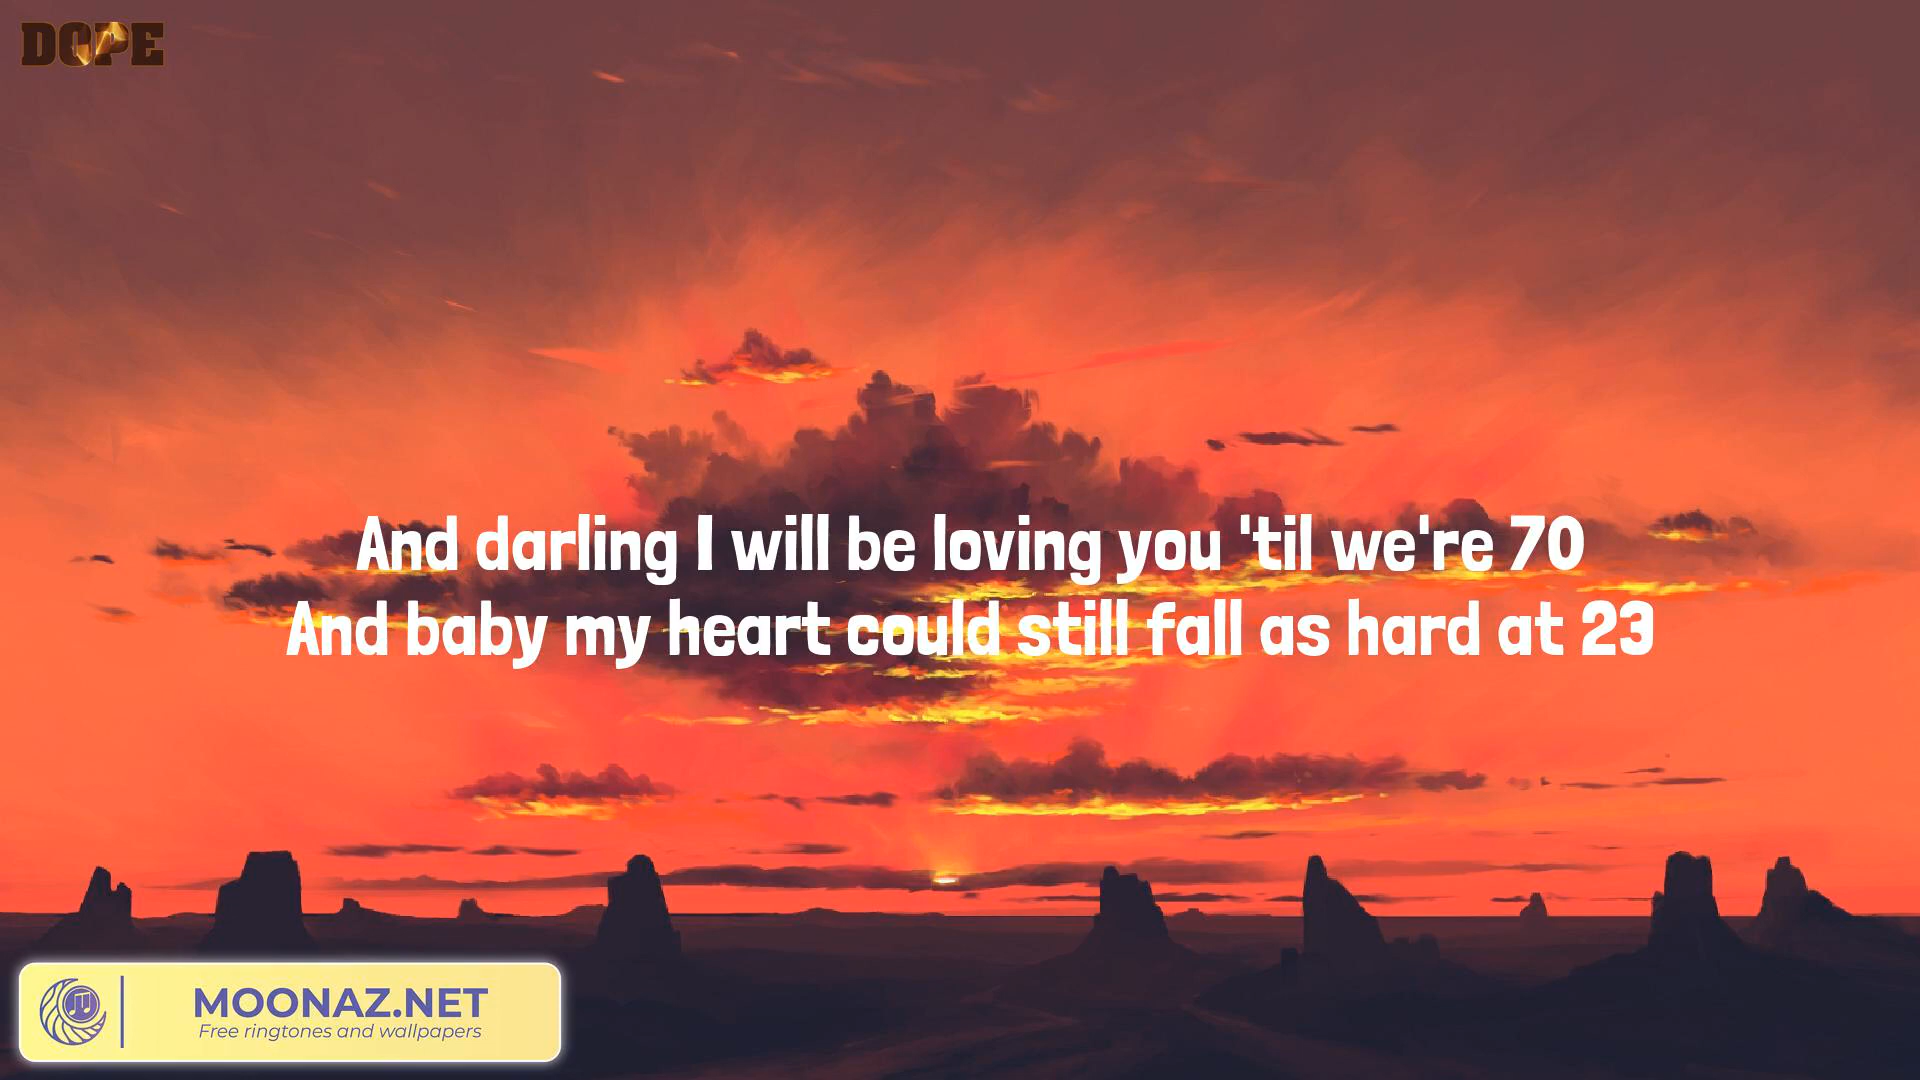 DOPE
And darling I will be loving you 'til we're 70
And baby my heart could still fall as hard at 23
MOONAZ.NET
Free ringtones and wallpapers